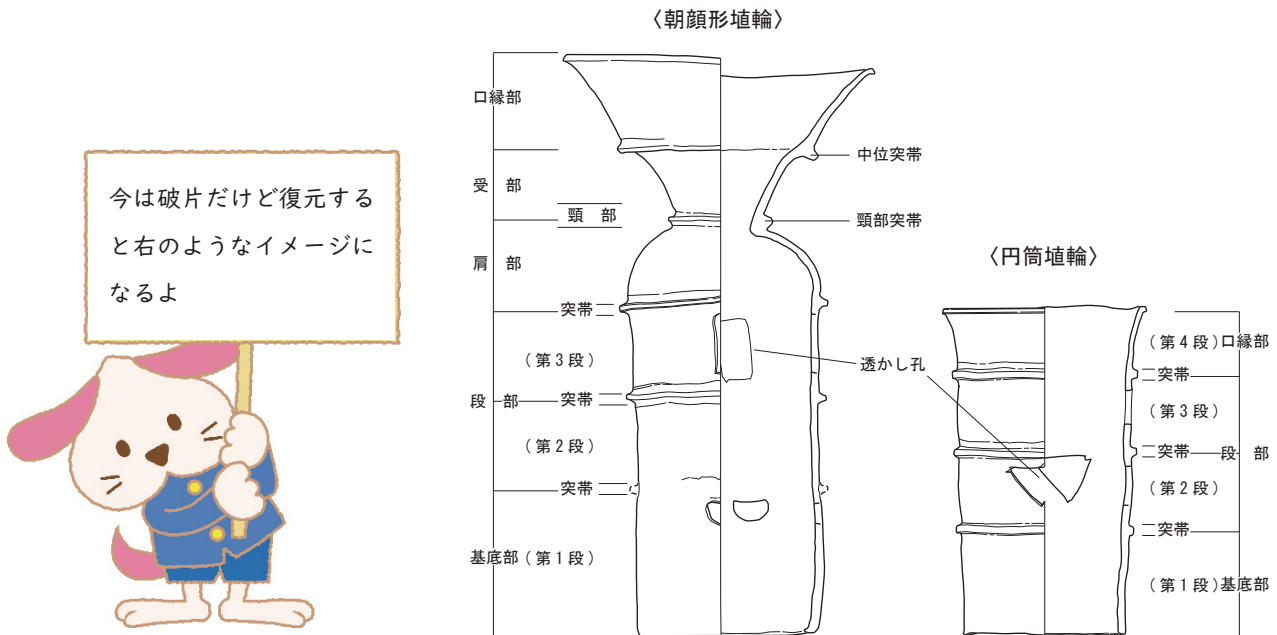 今は破片だけど復元する
と右のようなイメージに
なるよ
〈朝顔形埴輪〉
口縁部
受部
頸部
肩部
突帯
(第3段)
段部
突帯
(第2段)
突帯
基底部(第1段)
中位突帯
頸部突帯
透かし孔
〈円筒埴輪〉
(第4段)口縁部
突帯
(第3段)
突帯
段部
(第2段)
突帯
(第1段)基底部